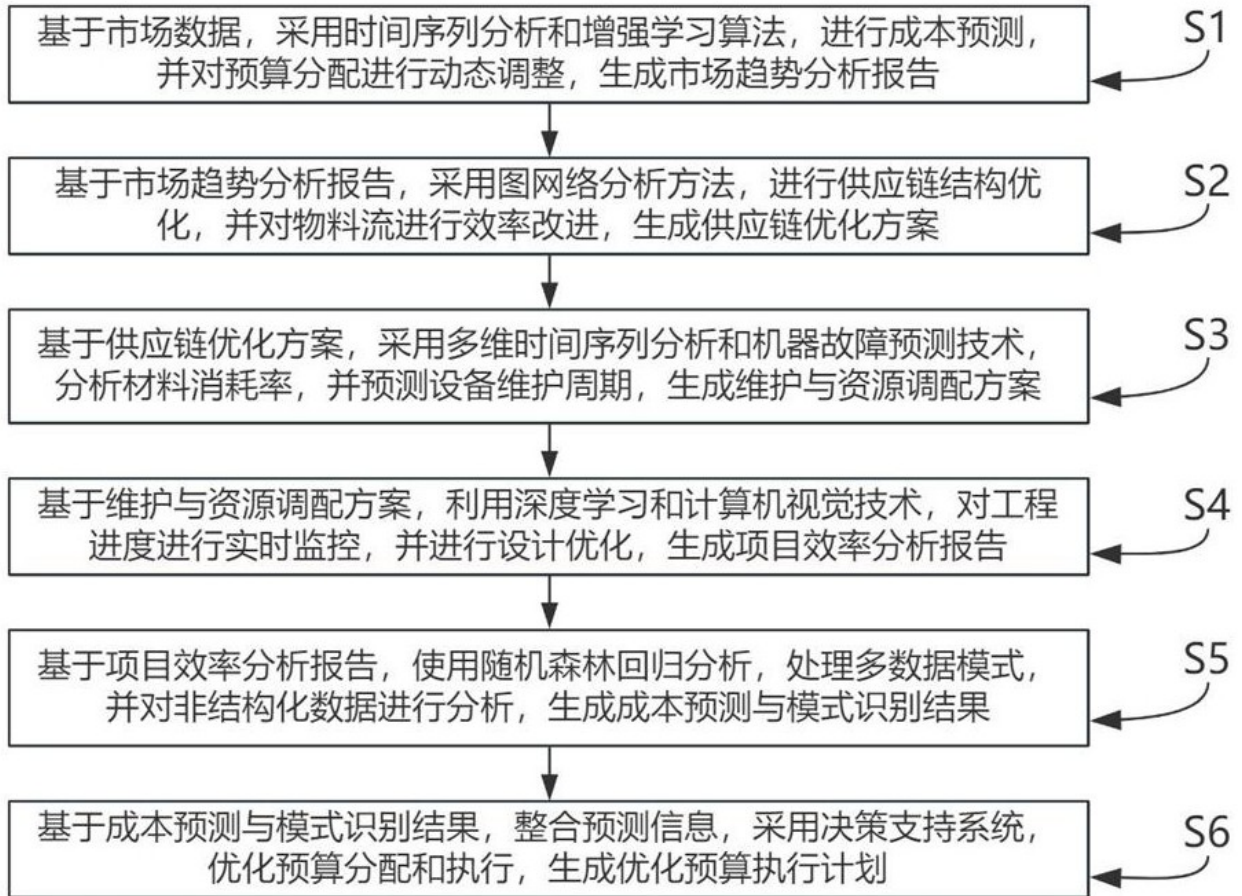 基于市场数据，采用时间序列分析和增强学习算法，进行成本预测，
并对预算分配进行动态调整，生成市场趋势分析报告
S1
基于市场趋势分析报告，采用图网络分析方法，进行供应链结构优
化，并对物料流进行效率改进，生成供应链优化方案
S2
基于供应链优化方案，采用多维时间序列分析和机器故障预测技术，
分析材料消耗率，并预测设备维护周期，生成维护与资源调配方案
S3
基于维护与资源调配方案，利用深度学习和计算机视觉技术，对工程
进度进行实时监控，并进行设计优化，生成项目效率分析报告
S4
基于项目效率分析报告，使用随机森林回归分析，处理多数据模式，
并对非结构化数据进行分析，生成成本预测与模式识别结果
S5
基于成本预测与模式识别结果，整合预测信息，采用决策支持系统，
优化预算分配和执行，生成优化预算执行计划
S6